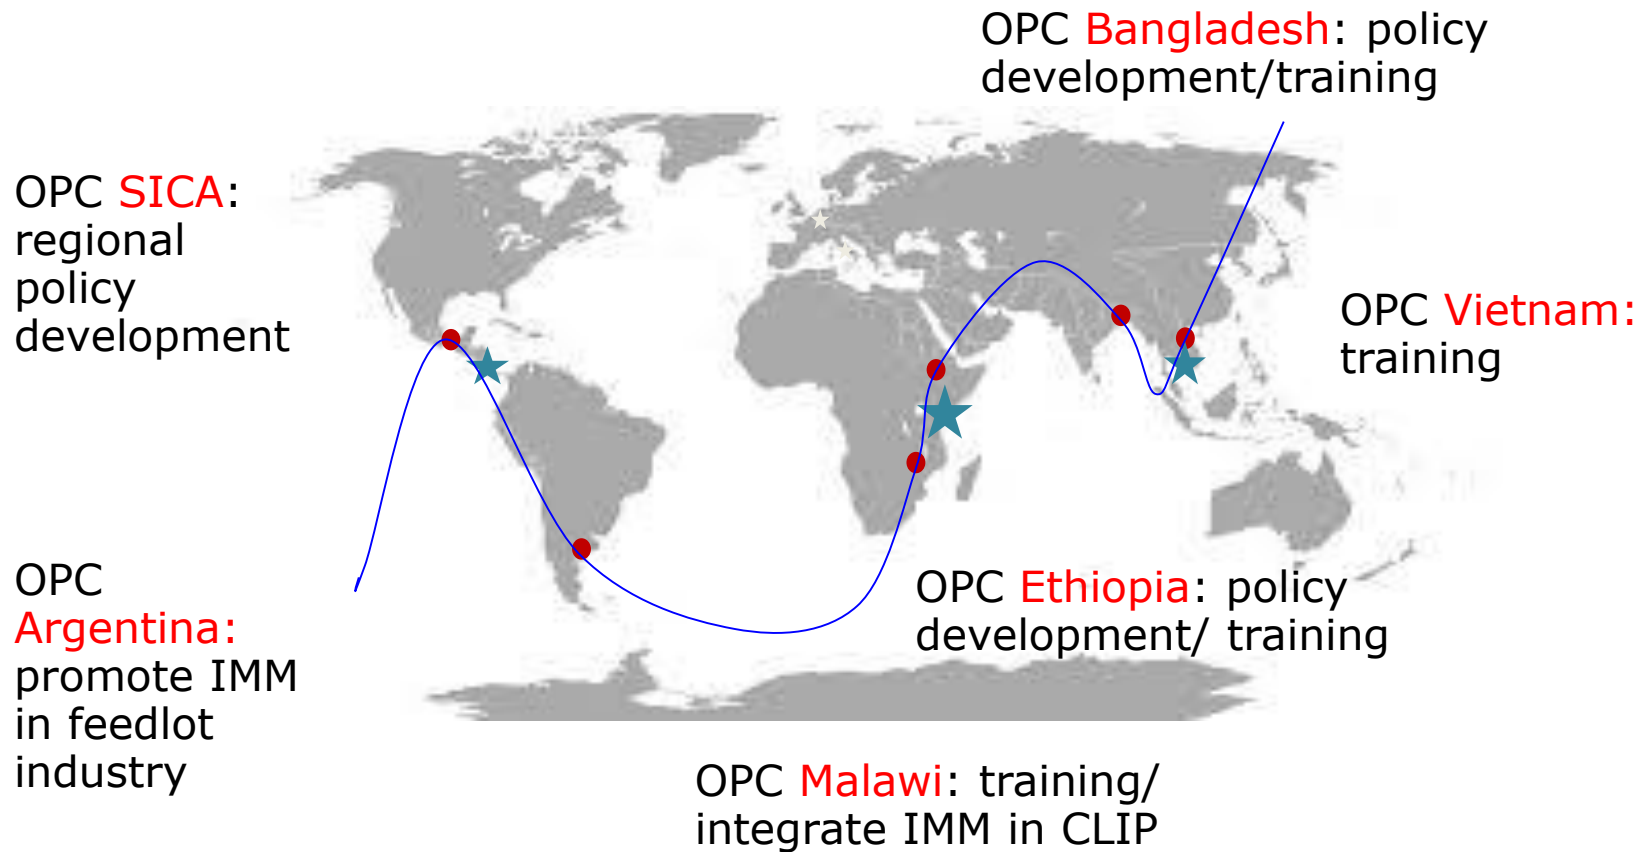 OPC Bangladesh: policy
development/training
OPC SICA:
regional
policy
development
OPC Vietnam:
training
OPC
Argentina:
promote IMM
in feedlot
industry
OPC Ethiopia: policy
development/ training
OPC Malawi: training/
integrate IMM in CLIP